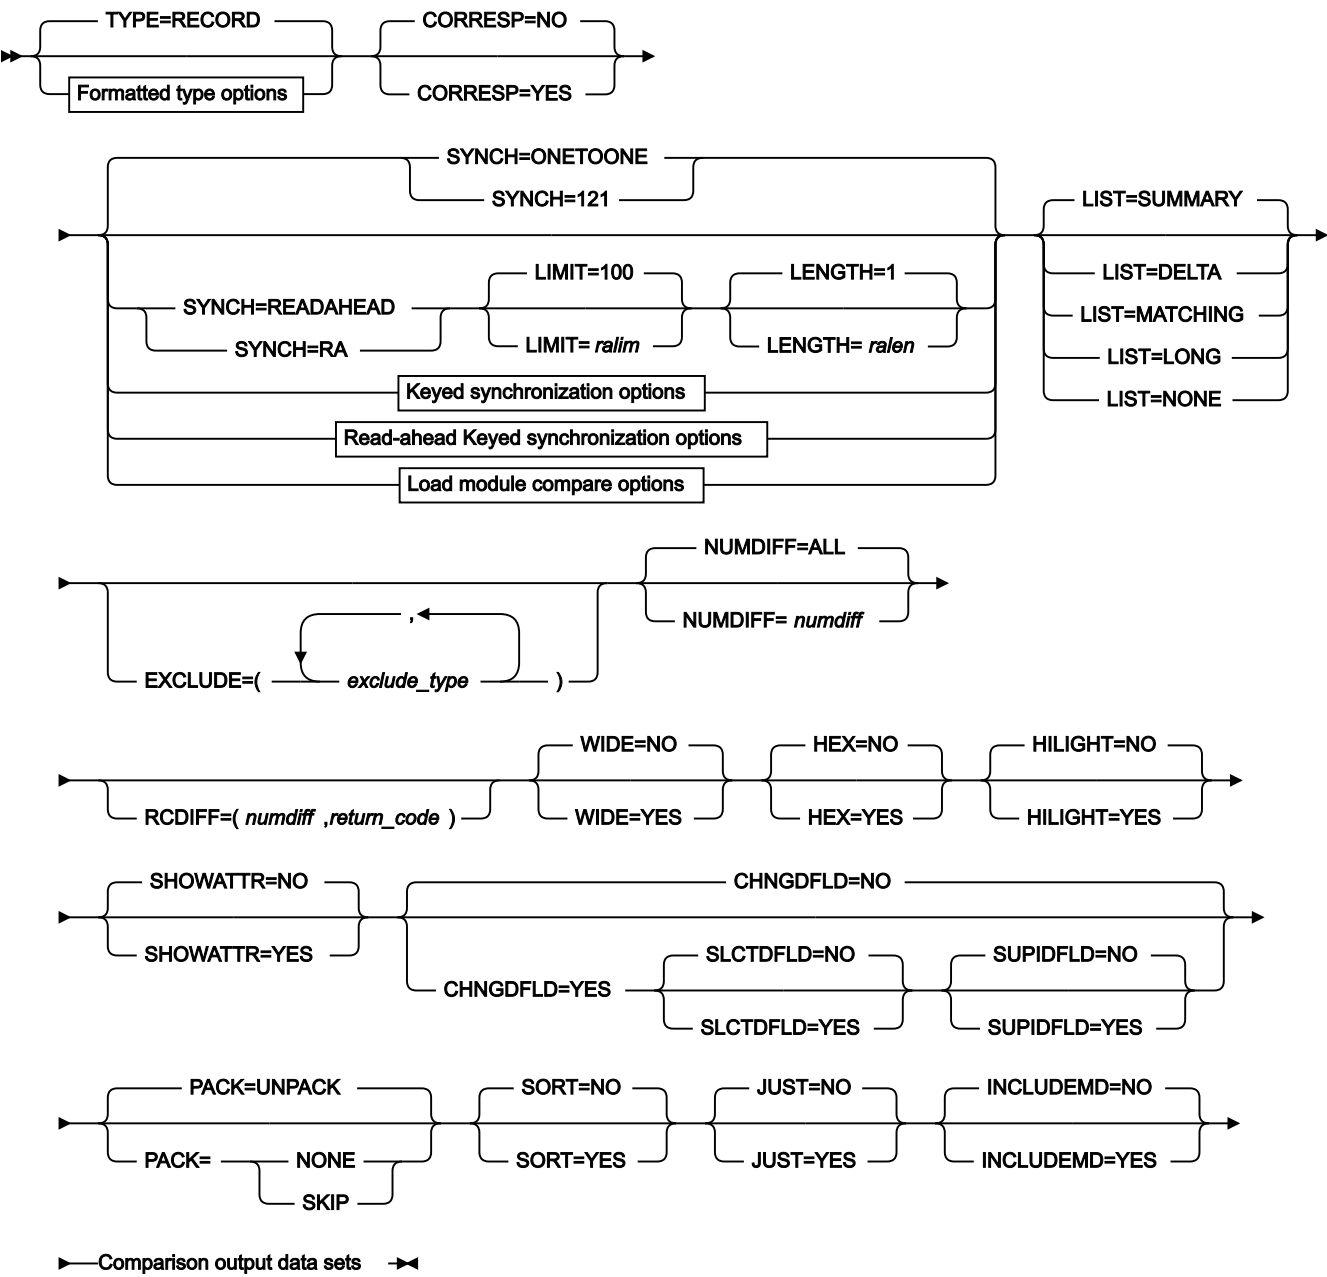 TYPE=RECORD
CORRESP=NO
Formatted type options
CORRESP=YES
SYNCH=ONETOONE
SYNCH=121
LIST=SUMMARY
LIMIT=100
LENGTH=1
LIST=DELTA
SYNCH=READAHEAD
LIST=MATCHING
SYNCH=RA
LIMIT= ralim
LENGTH= ralen
LIST=LONG
Keyed synchronization options
LIST=NONE
Read-ahead Keyed synchronization options
Load module compare options
NUMDIFF=ALL
,
NUMDIFF= numdiff
EXCLUDE=( exclude_type )
WIDE=NO
HEX=NO
HILIGHT=NO
RCDIFF=( numdiff ,return_code )
WIDE=YES
HEX=YES
HILIGHT=YES
SHOWATTR=NO
CHNGDFLD=NO
SHOWATTR=YES
SLCTDFLD=NO
SUPIDFLD=NO
CHNGDFLD=YES
SLCTDFLD=YES
SUPIDFLD=YES
PACK=UNPACK
SORT=NO
JUST=NO
INCLUDEMD=NO
PACK= NONE
SORT=YES
JUST=YES
INCLUDEMD=YES
SKIP
Comparison output data sets